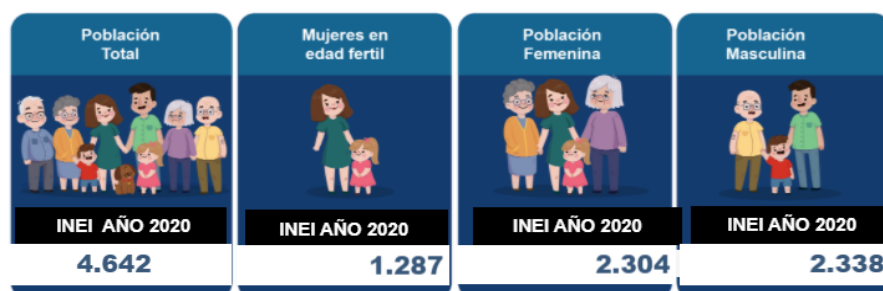 Población
Total
INEI AÑO 2020
4.642
Mujeres en
edad fertil
INEI AÑO 2020
1.287
Población
Femenina
INEI AÑO 2020
2.304
Población
Masculina
INEI AÑO 2020
2.338